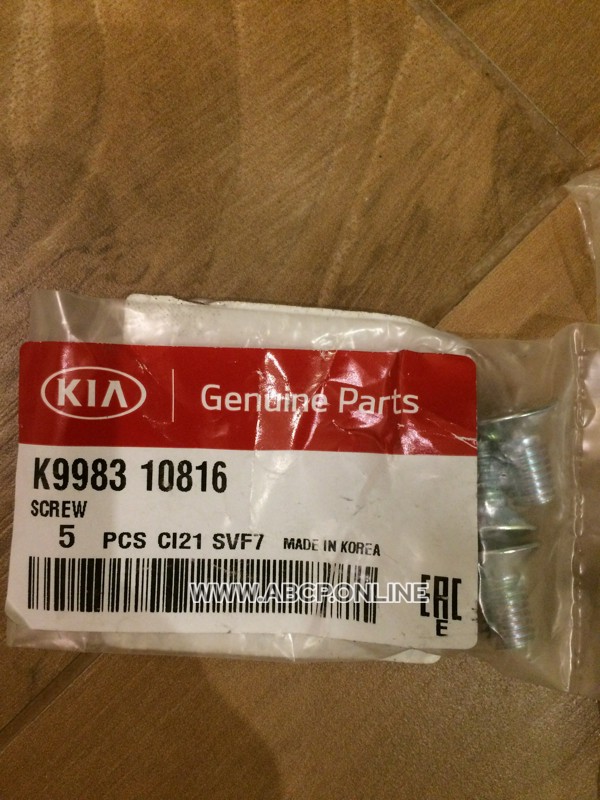 KIA Genuine Parts
K9983 10816
SCREW
5 PCS CI21 SVF7 MADE IN KOREA
WWW.ABCP.ONLINE
EAC
E